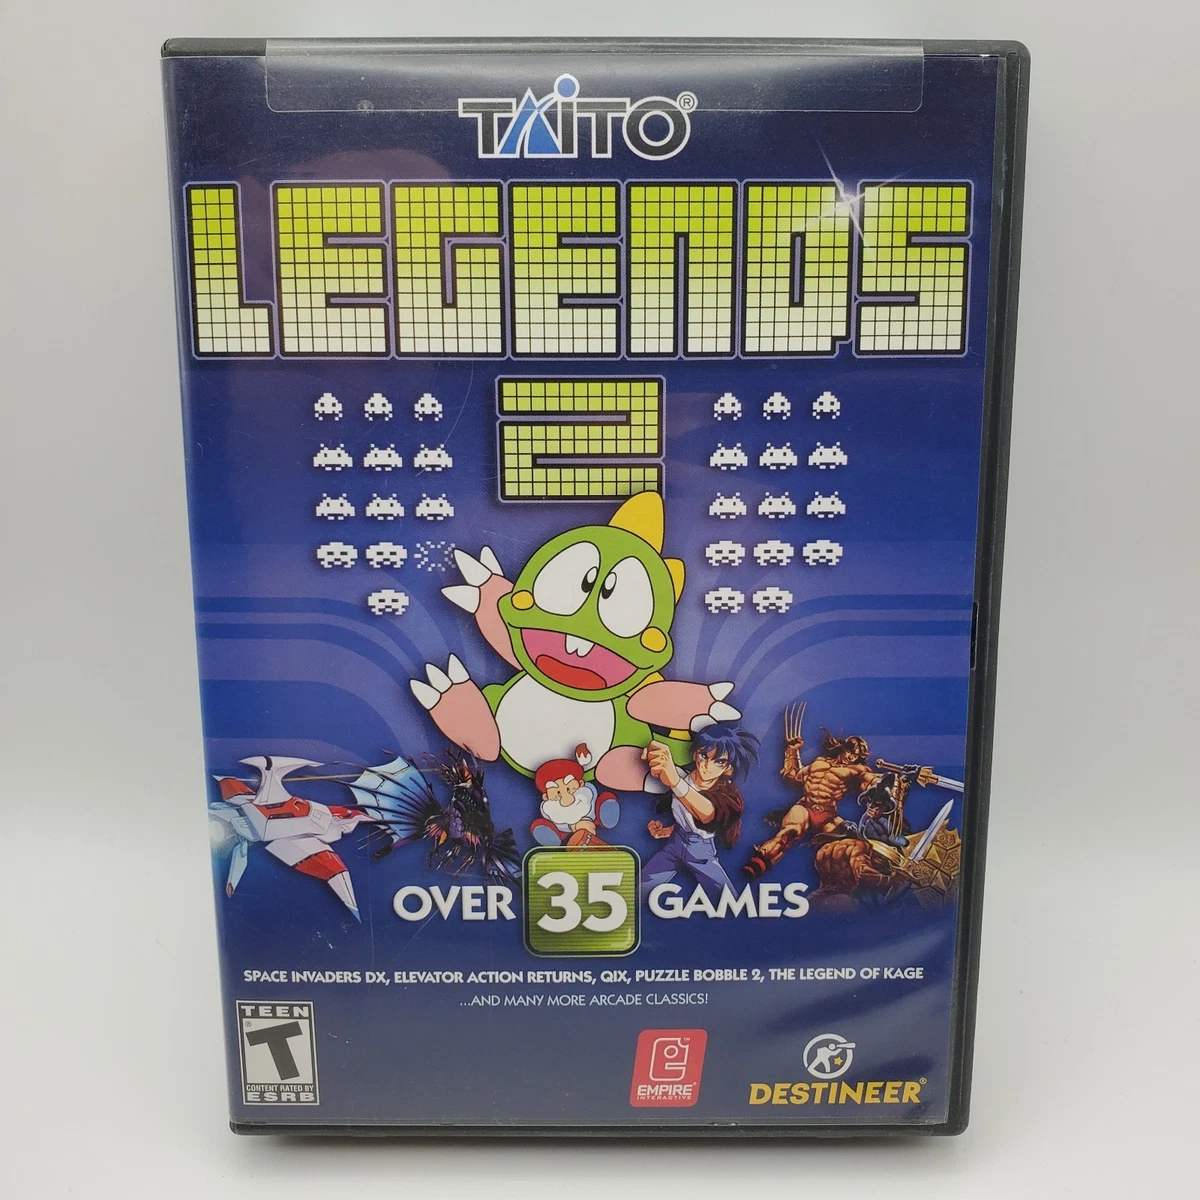 TAITO®
LEGENDS
2
OVER 35 GAMES
SPACE INVADERS DX, ELEVATOR ACTION RETURNS, QIX, PUZZLE BOBBLE 2, THE LEGEND OF KAGE
...AND MANY MORE ARCADE CLASSICS!
TEEN
T®
CONTENT RATED BY
ESRB
e™
EMPIRE®
INTERACTIVE
DESTINEER®